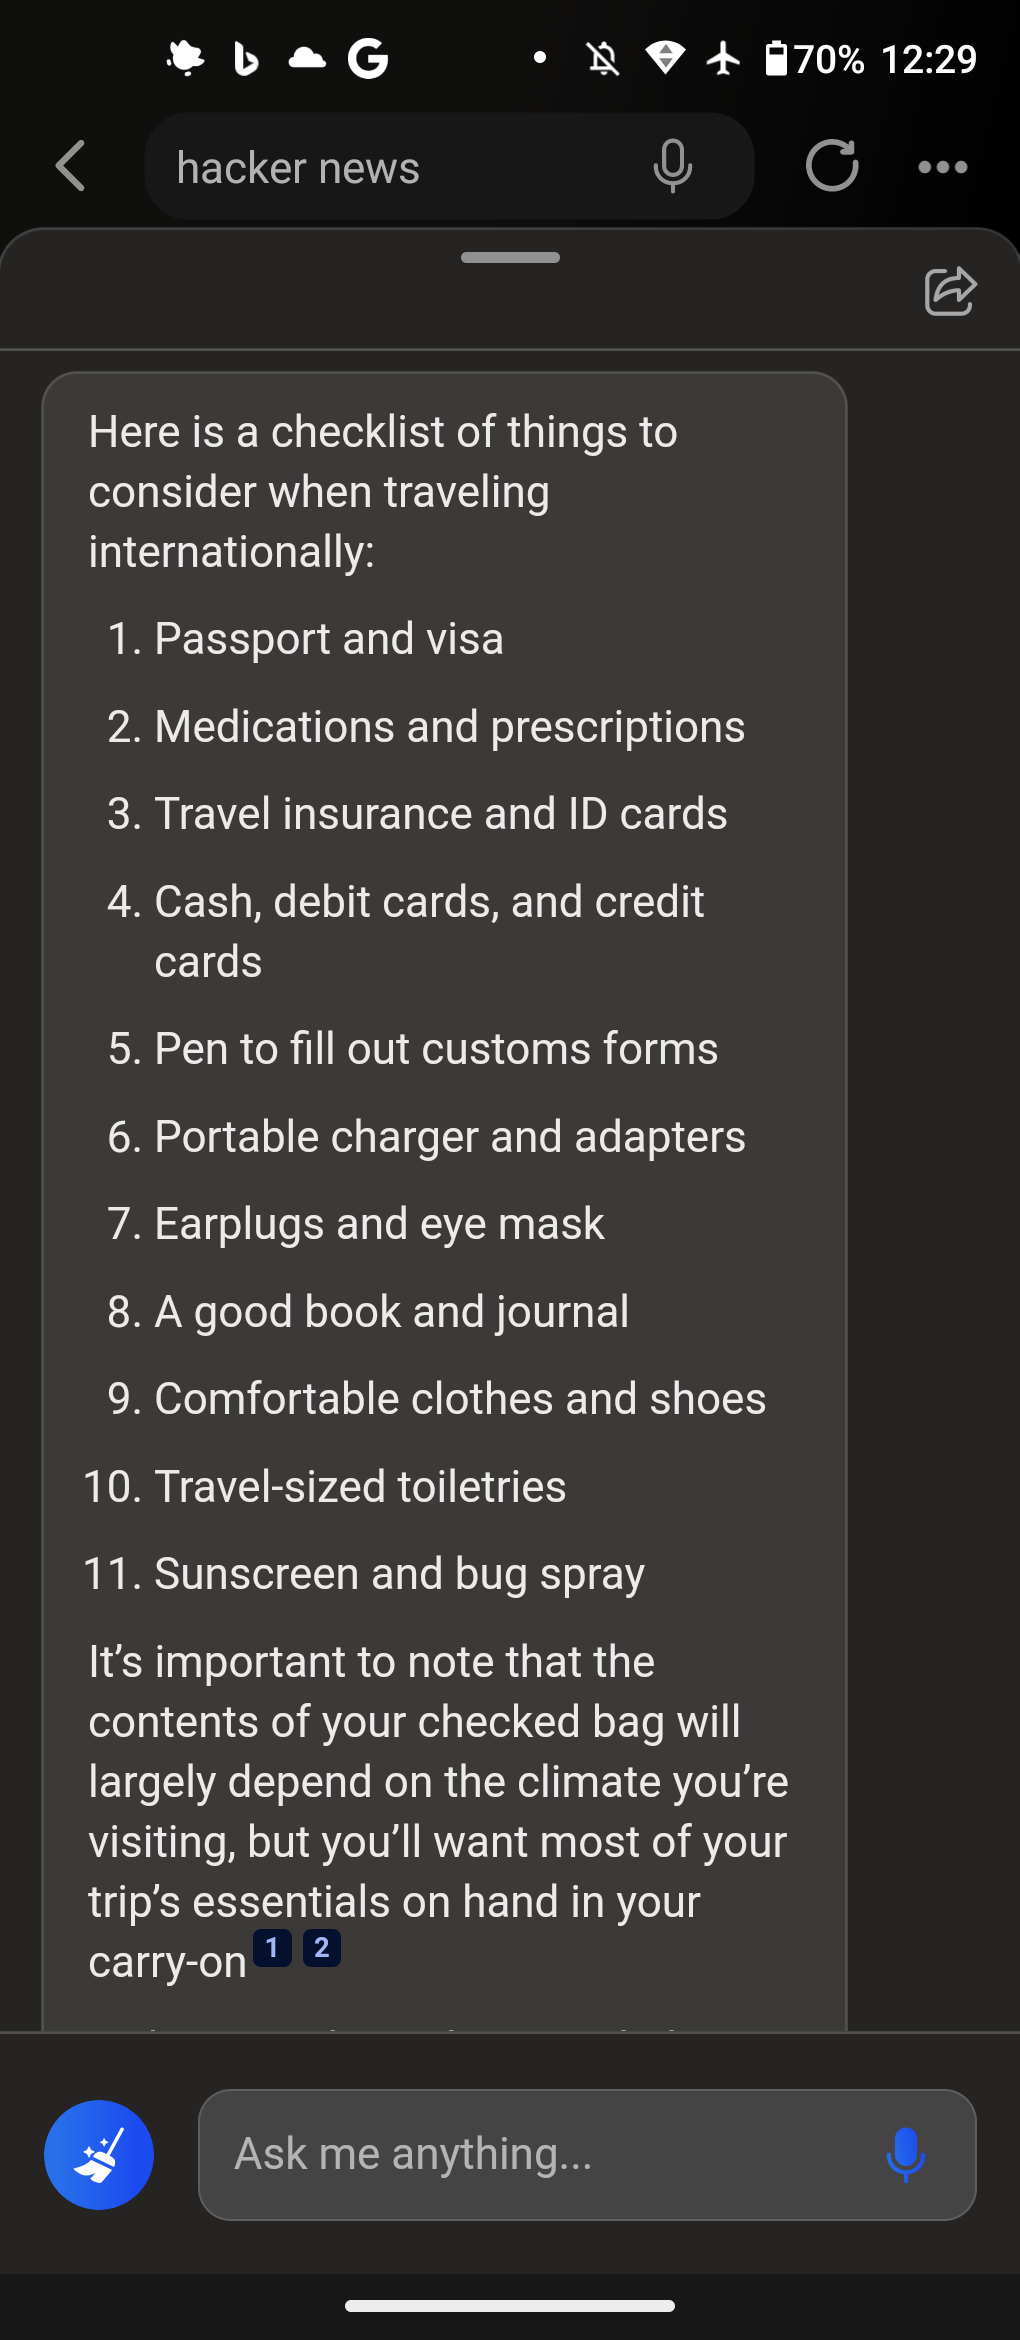 70% 12:29
hacker news
Here is a checklist of things to
consider when traveling
internationally:
1. Passport and visa
2. Medications and prescriptions
3. Travel insurance and ID cards
4. Cash, debit cards, and credit
cards
5. Pen to fill out customs forms
6. Portable charger and adapters
7. Earplugs and eye mask
8. A good book and journal
9. Comfortable clothes and shoes
10. Travel-sized toiletries
11. Sunscreen and bug spray
It’s important to note that the
contents of your checked bag will
largely depend on the climate you’re
visiting, but you’ll want most of your
trip’s essentials on hand in your
carry-on 1 2
Ask me anything...